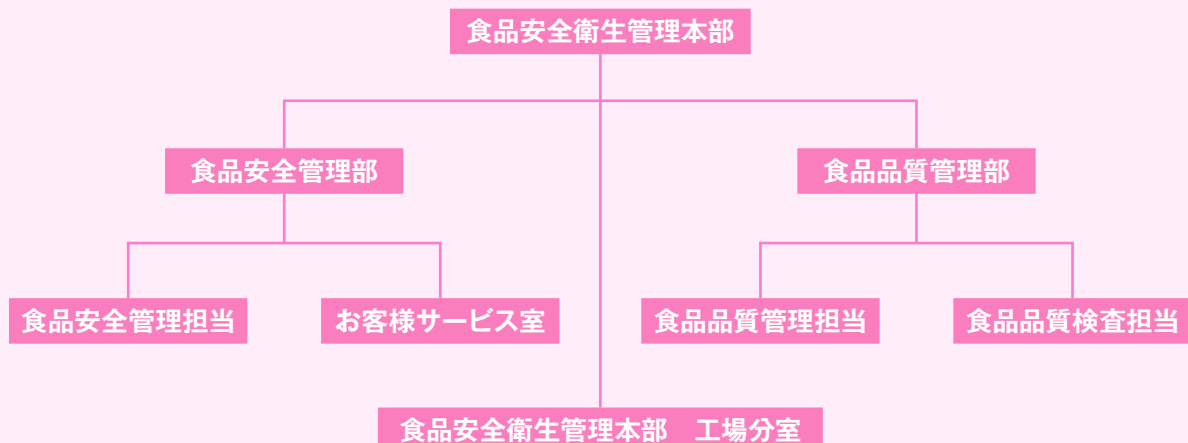 食品安全衛生管理本部
食品安全管理部
食品品質管理部
食品安全管理担当
お客様サービス室
食品品質管理担当
食品品質検査担当
食品安全衛生管理本部　工場分室